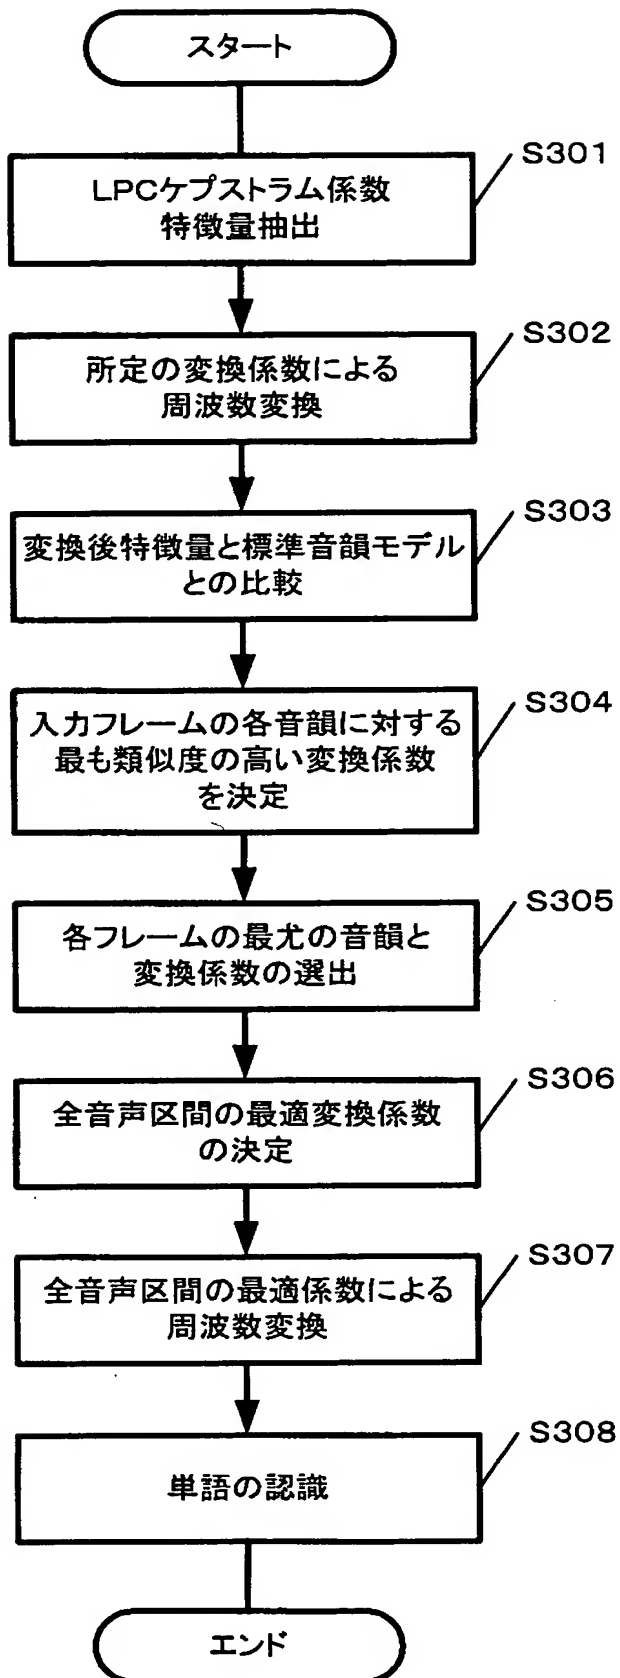 スタート
S301
LPCケプストラム係数
特徴量抽出
S302
所定の変換係数による
周波数変換
S303
変換後特徴量と標準音韻モデル
との比較
S304
入力フレームの各音韻に対する
最も類似度の高い変換係数
を決定
S305
各フレームの最尤の音韻と
変換係数の選出
S306
全音声区間の最適変換係数
の決定
S307
全音声区間の最適係数による
周波数変換
S308
単語の認識
エンド